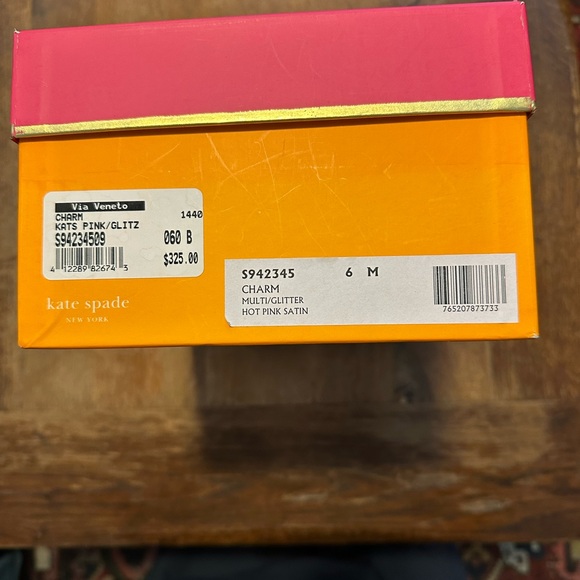 Via Veneto
CHARM 1440
KATS PINK/GLITZ
S94234509 060 B
4 12289 82674 3 $325.00
kate spade
NEW YORK
S942345 6 M
CHARM
MULTI/GLITTER
HOT PINK SATIN
765207873733